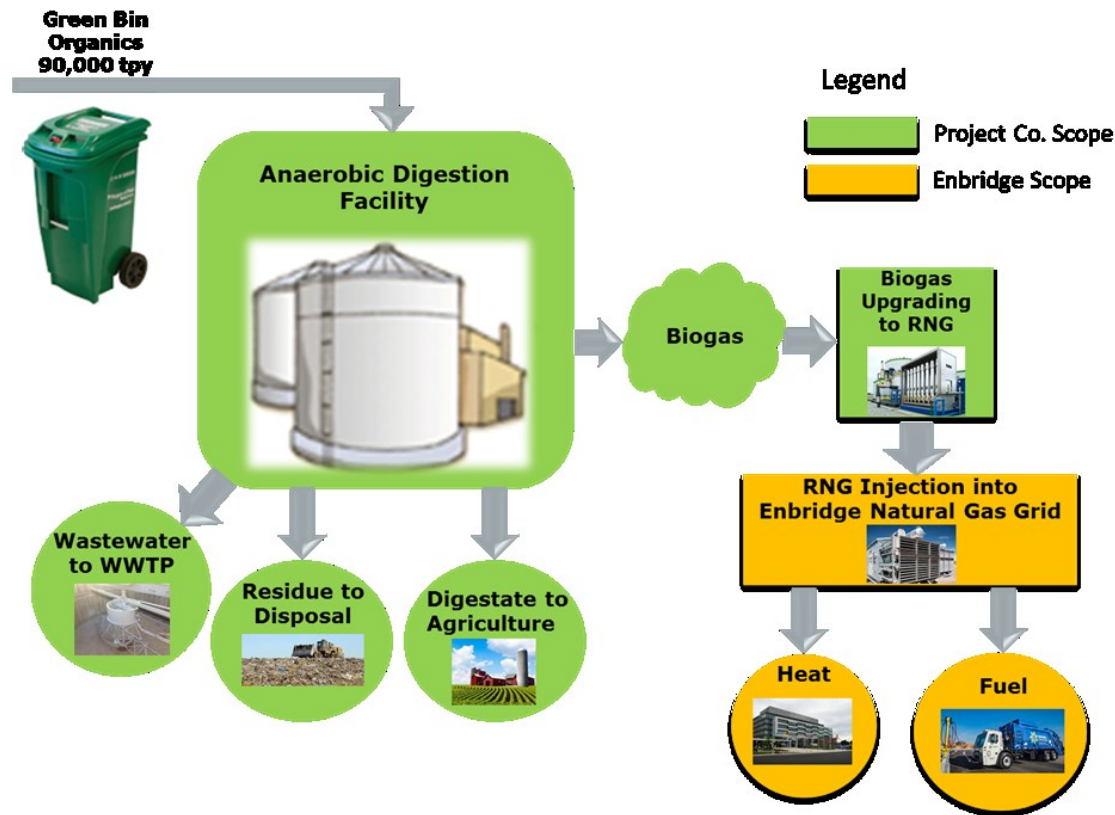 Green Bin
Organics
90,000 tpy
Legend
Project Co. Scope
Enbridge Scope
Anaerobic Digestion
Facility
Biogas
Biogas
Upgrading
to RNG
RNG Injection into
Enbridge Natural Gas Grid
Wastewater
to WWTP
Residue to
Disposal
Digestate to
Agriculture
Heat
Fuel